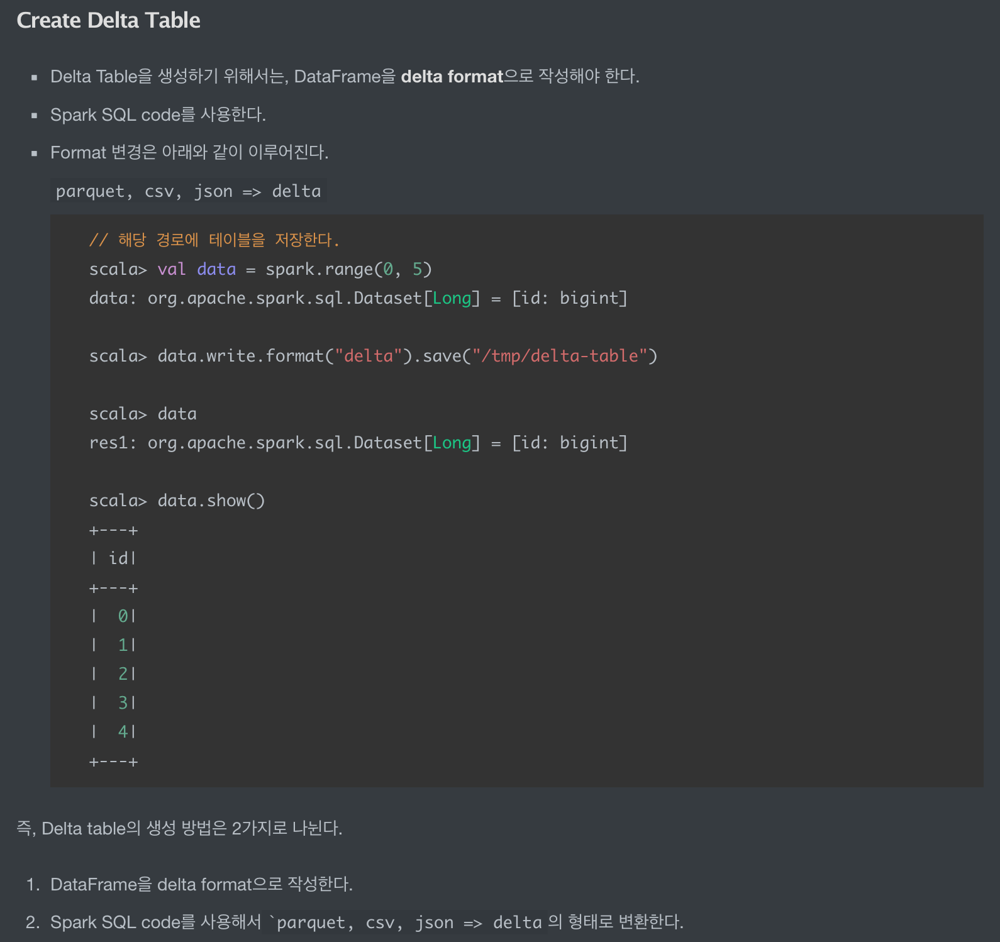 Create Delta Table
▪ Delta Table을 생성하기 위해서는, DataFrame을 delta format으로 작성해야 한다.
▪ Spark SQL code를 사용한다.
▪ Format 변경은 아래와 같이 이루어진다.
parquet, csv, json => delta
// 해당 경로에 테이블을 저장한다.
scala> val data = spark.range(0, 5)
data: org.apache.spark.sql.Dataset[Long] = [id: bigint]
scala> data.write.format("delta").save("/tmp/delta-table")
scala> data
res1: org.apache.spark.sql.Dataset[Long] = [id: bigint]
scala> data.show()
+---+
| id|
+---+
|  0|
|  1|
|  2|
|  3|
|  4|
+---+
즉, Delta table의 생성 방법은 2가지로 나뉜다.
1. DataFrame을 delta format으로 작성한다.
2. Spark SQL code를 사용해서 `parquet, csv, json => delta 의 형태로 변환한다.